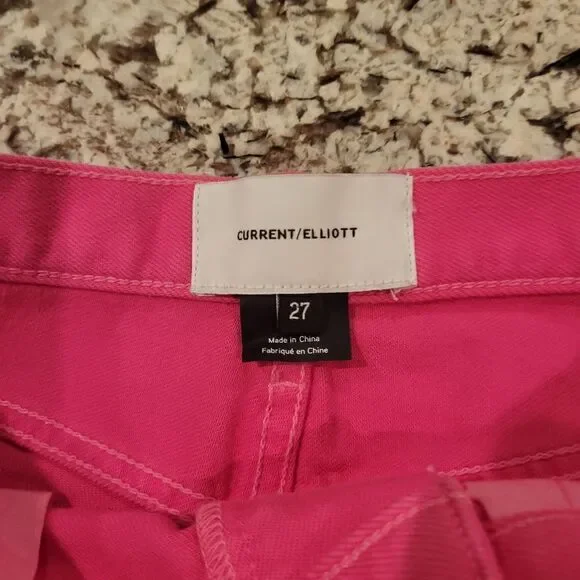 CURRENT/ELLIOTT
27
Made in China
Fabriqué en Chine